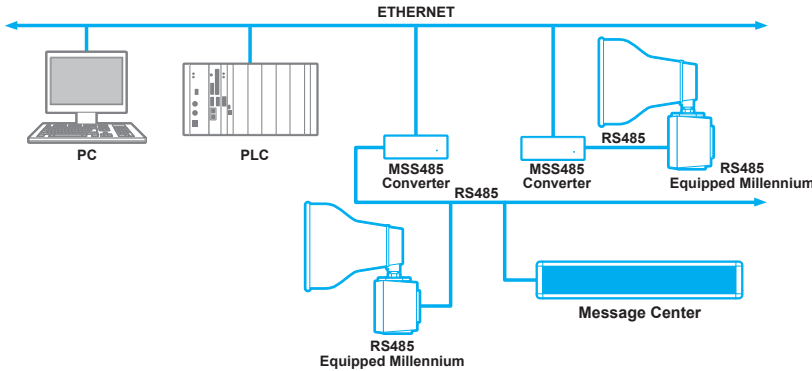 ETHERNET
PC
PLC
MSS485
Converter
RS485
MSS485
Converter
RS485
RS485
Equipped Millennium
RS485
Equipped Millennium
Message Center